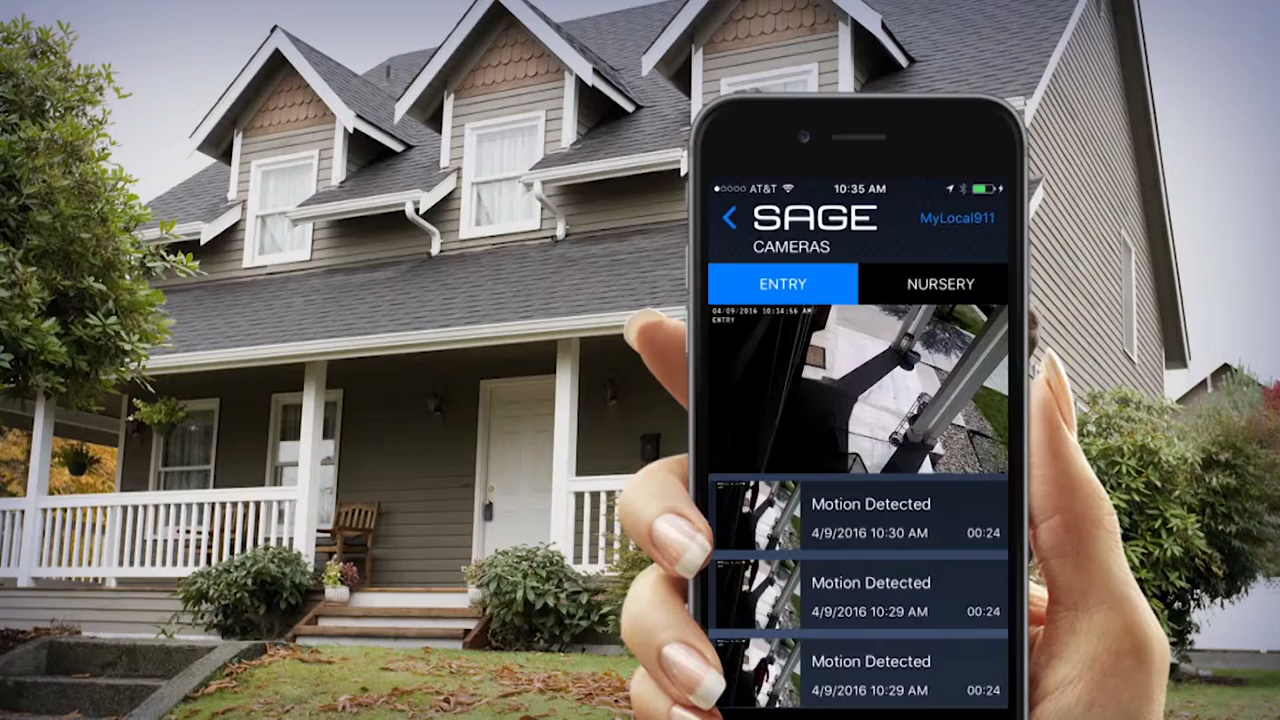 AT&T 10:35 AM
SAGE MyLocal911
CAMERAS
ENTRY NURSERY
04/09/2016 10:34:56 AM
ENTRY
Motion Detected
4/9/2016 10:30 AM 00:24
Motion Detected
4/9/2016 10:29 AM 00:24
Motion Detected
4/9/2016 10:29 AM 00:24